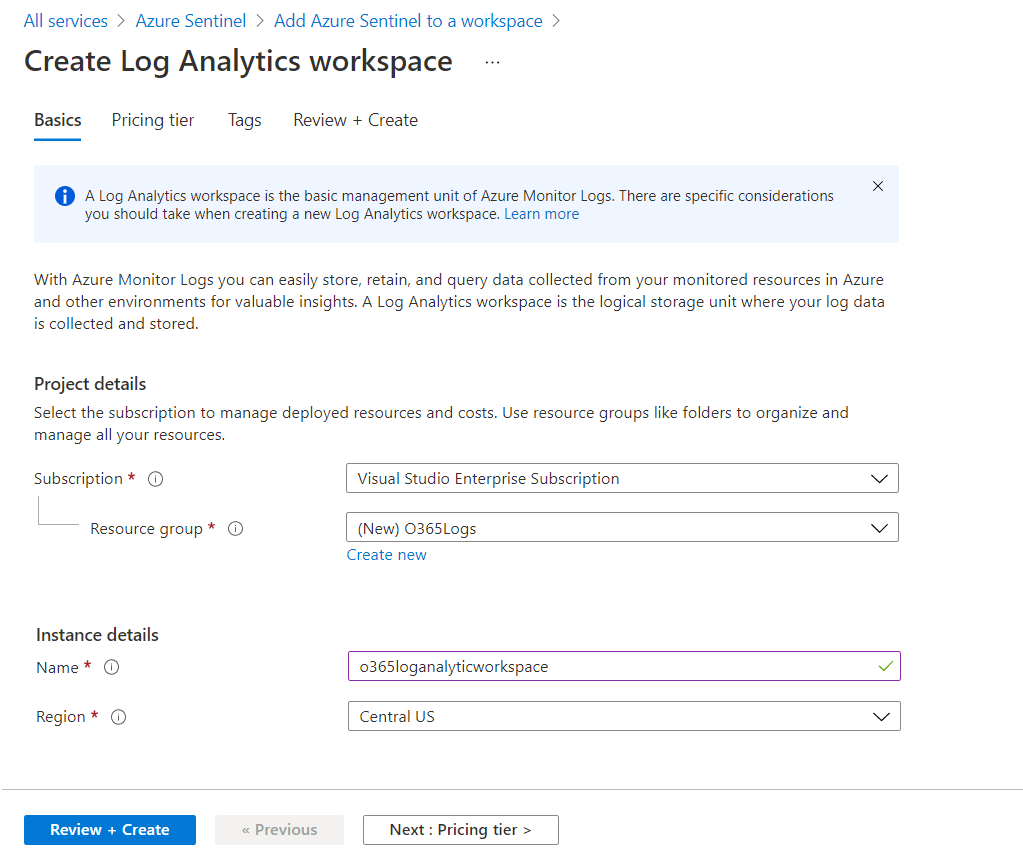 All services > Azure Sentinel > Add Azure Sentinel to a workspace >
Create Log Analytics workspace ...
Basics Pricing tier Tags Review + Create
A Log Analytics workspace is the basic management unit of Azure Monitor Logs. There are specific considerations
you should take when creating a new Log Analytics workspace. Learn more
With Azure Monitor Logs you can easily store, retain, and query data collected from your monitored resources in Azure
and other environments for valuable insights. A Log Analytics workspace is the logical storage unit where your log data
is collected and stored.
Project details
Select the subscription to manage deployed resources and costs. Use resource groups like folders to organize and
manage all your resources.
Subscription * Visual Studio Enterprise Subscription
Resource group * (New) O365Logs
Create new
Instance details
Name * o365loganalyticworkspace
Region * Central US
Review + Create « Previous Next : Pricing tier >